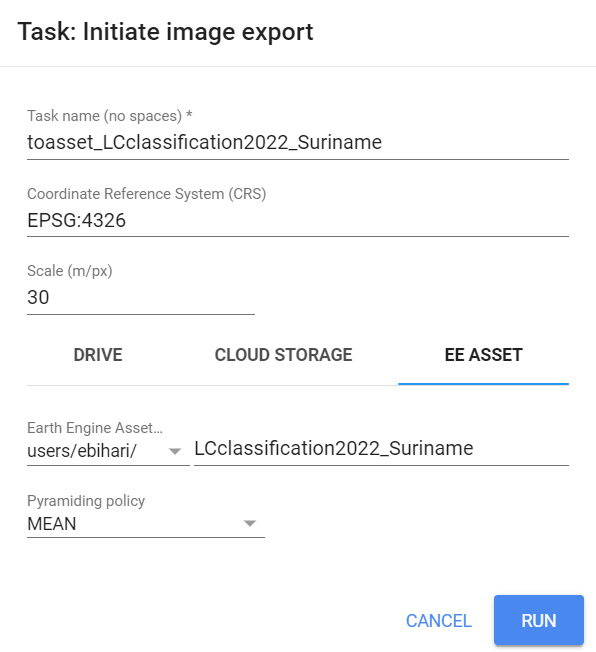 Task: Initiate image export
Task name (no spaces) *
toasset_LCclassification2022_Suriname
Coordinate Reference System (CRS)
EPSG:4326
Scale (m/px)
30
DRIVE CLOUD STORAGE EE ASSET
Earth Engine Asset...
users/ebihari/ LCclassification2022_Suriname
Pyramiding policy
MEAN
CANCEL RUN